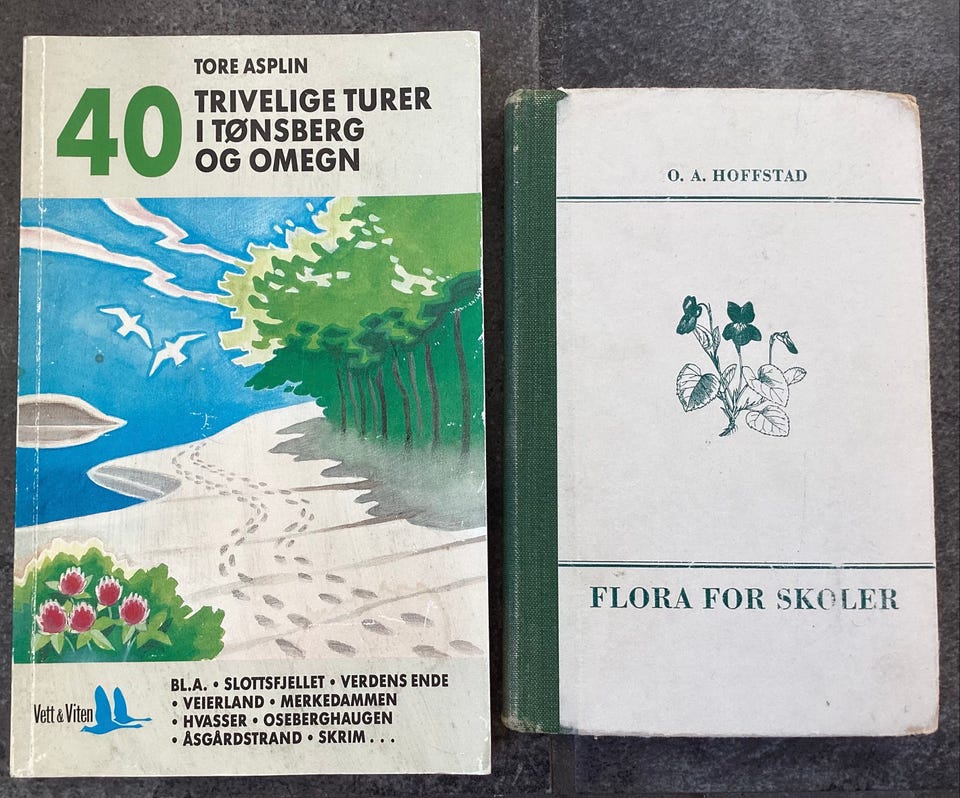 TORE ASPLIN
40 TRIVELIGE TURER
I TØNSBERG
OG OMEGN
BL.A. • SLOTTSFJELLET • VERDENS ENDE
• VEIERLAND • MERKEDAMMEN
• HVASSER • OSEBERGHAUGEN
• ÅSGÅRDSTRAND • SKRIM . . .
Vett & Viten
O. A. HOFFSTAD
FLORA FOR SKOLER